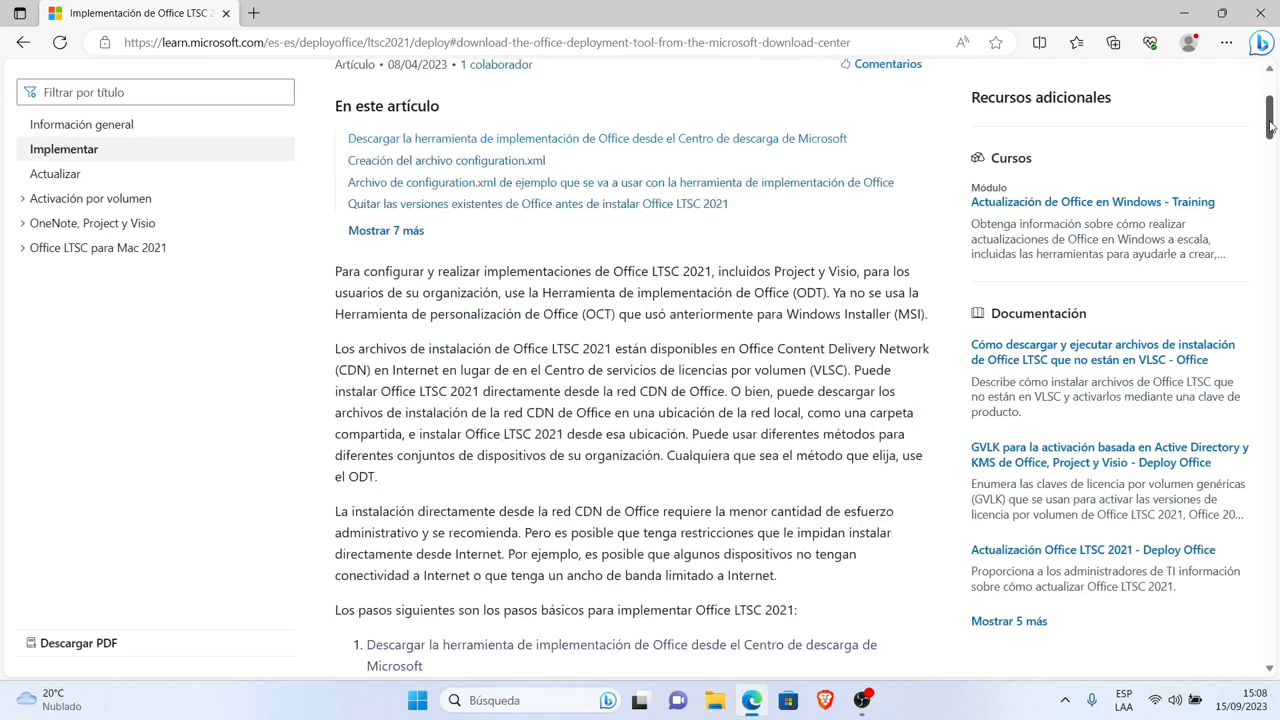 Implementación de Office LTSC 2
https://learn.microsoft.com/es-es/deployoffice/ltsc2021/deploy#download-the-office-deployment-tool-from-the-microsoft-download-center
Filtrar por título
Información general
Implementar
Actualizar
Activación por volumen
OneNote, Project y Visio
Office LTSC para Mac 2021
Descargar PDF
Artículo • 08/04/2023 • 1 colaborador
Comentarios
En este artículo
Descargar la herramienta de implementación de Office desde el Centro de descarga de Microsoft
Creación del archivo configuration.xml
Archivo de configuration.xml de ejemplo que se va a usar con la herramienta de implementación de Office
Quitar las versiones existentes de Office antes de instalar Office LTSC 2021
Mostrar 7 más
Para configurar y realizar implementaciones de Office LTSC 2021, incluidos Project y Visio, para los
usuarios de su organización, use la Herramienta de implementación de Office (ODT). Ya no se usa la
Herramienta de personalización de Office (OCT) que usó anteriormente para Windows Installer (MSI).
Los archivos de instalación de Office LTSC 2021 están disponibles en Office Content Delivery Network
(CDN) en Internet en lugar de en el Centro de servicios de licencias por volumen (VLSC). Puede
instalar Office LTSC 2021 directamente desde la red CDN de Office. O bien, puede descargar los
archivos de instalación de la red CDN de Office en una ubicación de la red local, como una carpeta
compartida, e instalar Office LTSC 2021 desde esa ubicación. Puede usar diferentes métodos para
diferentes conjuntos de dispositivos de su organización. Cualquiera que sea el método que elija, use
el ODT.
La instalación directamente desde la red CDN de Office requiere la menor cantidad de esfuerzo
administrativo y se recomienda. Pero es posible que tenga restricciones que le impidan instalar
directamente desde Internet. Por ejemplo, es posible que algunos dispositivos no tengan
conectividad a Internet o que tenga un ancho de banda limitado a Internet.
Los pasos siguientes son los pasos básicos para implementar Office LTSC 2021:
1. Descargar la herramienta de implementación de Office desde el Centro de descarga de
Microsoft
Recursos adicionales
Cursos
Módulo
Actualización de Office en Windows - Training
Obtenga información sobre cómo realizar
actualizaciones de Office en Windows a escala,
incluidas las herramientas para ayudarle a crear,...
Documentación
Cómo descargar y ejecutar archivos de instalación
de Office LTSC que no están en VLSC - Office
Describe cómo instalar archivos de Office LTSC que
no están en VLSC y activarlos mediante una clave de
producto.
GVLK para la activación basada en Active Directory y
KMS de Office, Project y Visio - Deploy Office
Enumera las claves de licencia por volumen genéricas
(GVLK) que se usan para activar las versiones de
licencia por volumen de Office LTSC 2021, Office 20...
Actualización Office LTSC 2021 - Deploy Office
Proporciona a los administradores de TI información
sobre cómo actualizar Office LTSC 2021.
Mostrar 5 más
20°C
Nublado
Búsqueda
ESP
LAA
15:08
15/09/2023